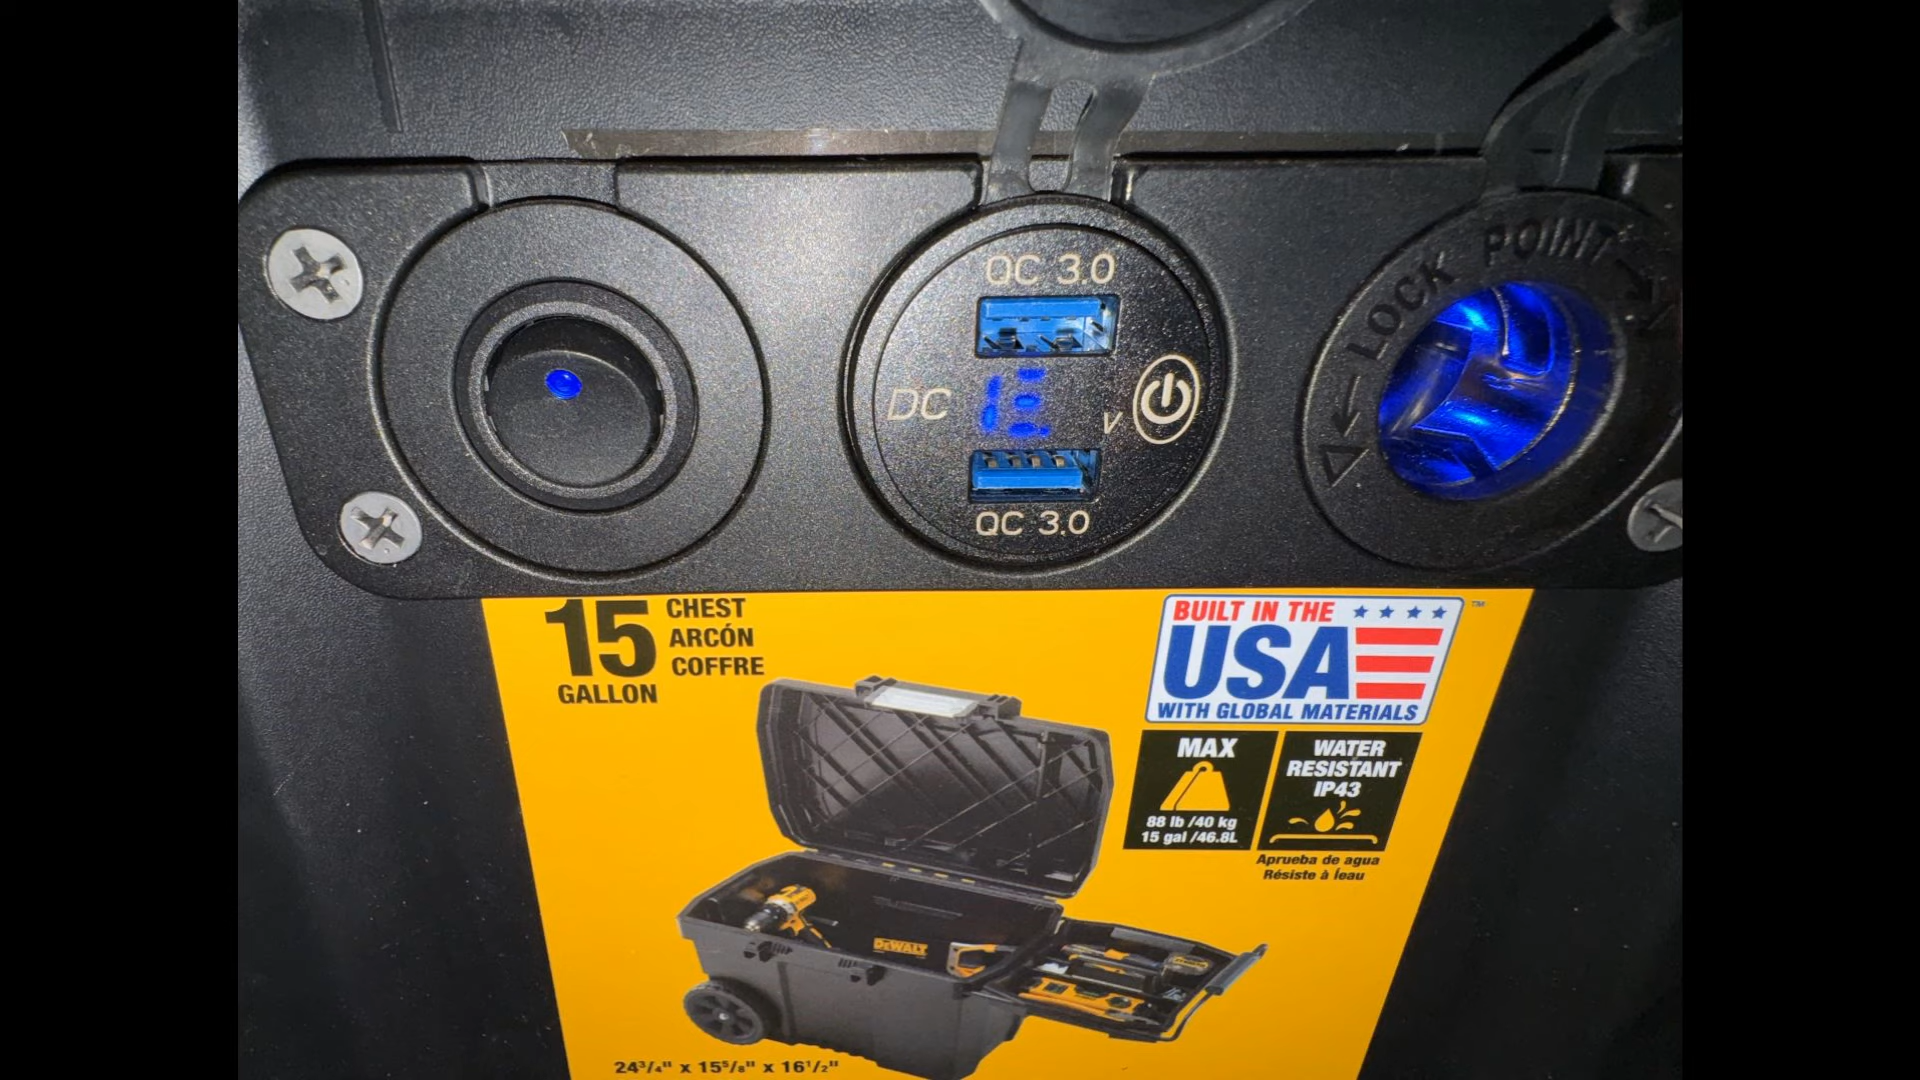 QC 3.0
DC
V
QC 3.0
LOCK POINT
15
GALLON
CHEST
ARCÓN
COFFRE
BUILT IN THE
USA
WITH GLOBAL MATERIALS
TM
MAX
88 lb /40 kg
15 gal /46.8L
WATER
RESISTANT
IP43
Aprueba de agua
Résiste à leau
DEWALT
24³/₄" x 15⁵/₈" x 16¹/₂"